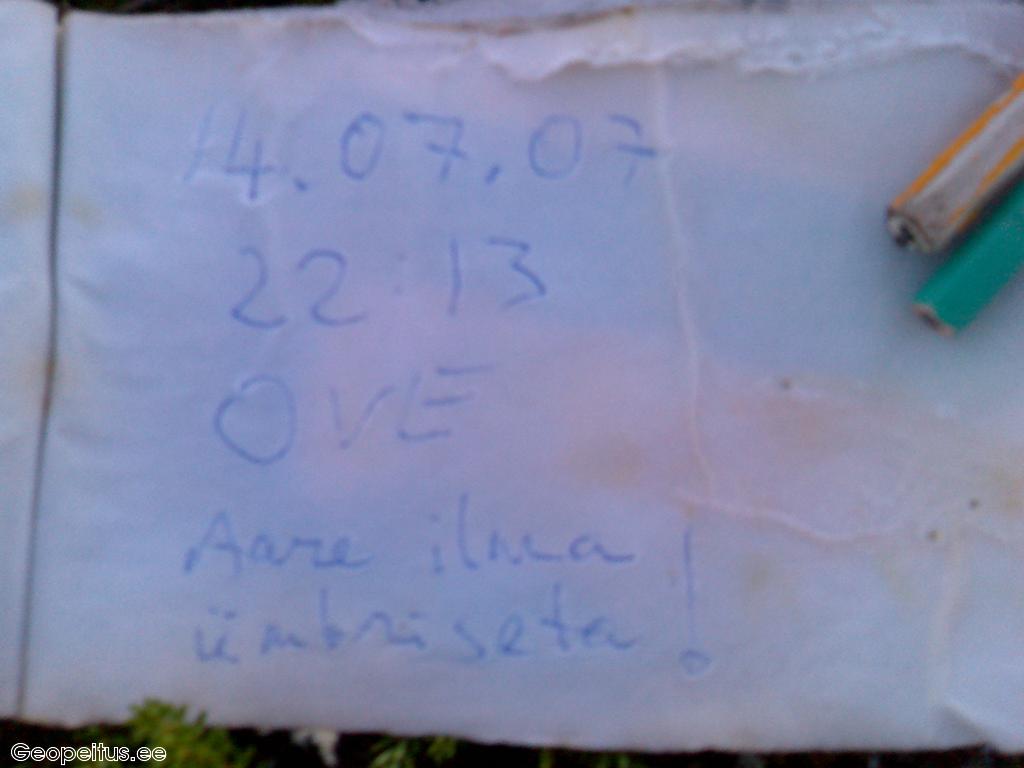 14.07.07
22:13
OVE
Aare ilma
ümbriseta!
Geopeitus.ee